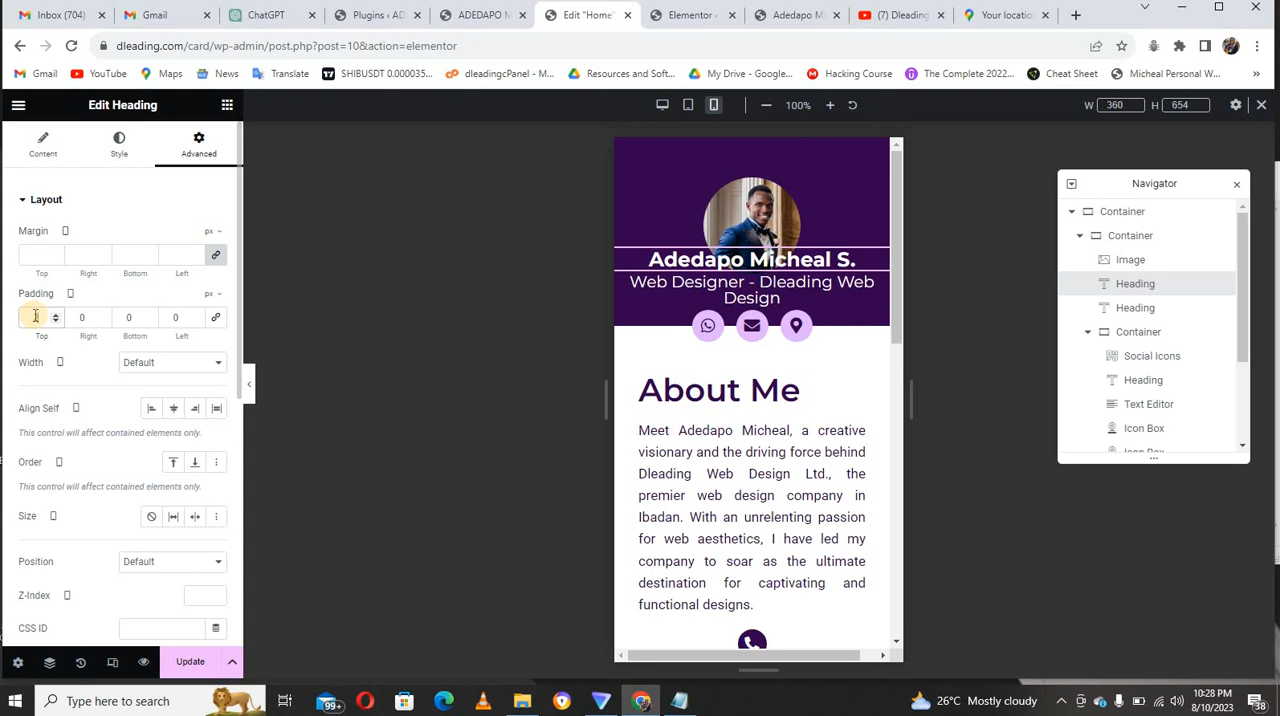 Inbox (704)
Gmail
ChatGPT
Plugins ‹ AD
ADEDAPO M
Edit "Home"
Elementor ‹
Adedapo Mi
(7) Dleading
Your locatio
dleading.com/card/wp-admin/post.php?post=10&action=elementor
Gmail
YouTube
Maps
News
Translate
SHIBUSDT 0.000035...
dleadingcPanel - M...
Resources and Soft...
My Drive - Google...
Hacking Course
The Complete 2022...
Cheat Sheet
Micheal Personal W...
Edit Heading
100%
W 360 H 654
Content
Style
Advanced
Layout
Margin
px
Top Right Bottom Left
Padding
px
0 0 0
Top Right Bottom Left
Width
Default
Align Self
This control will affect contained elements only.
Order
This control will affect contained elements only.
Size
Position
Default
Z-Index
CSS ID
Update
Adedapo Micheal S.
Web Designer - Dleading Web
Design
About Me
Meet Adedapo Micheal, a creative
visionary and the driving force behind
Dleading Web Design Ltd., the
premier web design company in
Ibadan. With an unrelenting passion
for web aesthetics, I have led my
company to soar as the ultimate
destination for captivating and
functional designs.
Navigator
Container
Container
Image
Heading
Heading
Container
Social Icons
Heading
Text Editor
Icon Box
Icon Box
Type here to search
99+
26°C Mostly cloudy
10:28 PM
8/10/2023
38